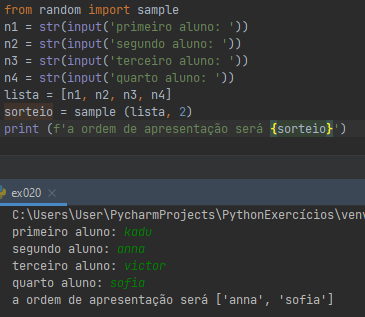 from random import sample
n1 = str(input('primeiro aluno: '))
n2 = str(input('segundo aluno: '))
n3 = str(input('terceiro aluno: '))
n4 = str(input('quarto aluno: '))
lista = [n1, n2, n3, n4]
sorteio = sample (lista, 2)
print (f'a ordem de apresentação será {sorteio}')
ex020 ×
C:\Users\User\PycharmProjects\PythonExercícios\venv
primeiro aluno: kadu
segundo aluno: anna
terceiro aluno: victor
quarto aluno: sofia
a ordem de apresentação será ['anna', 'sofia']